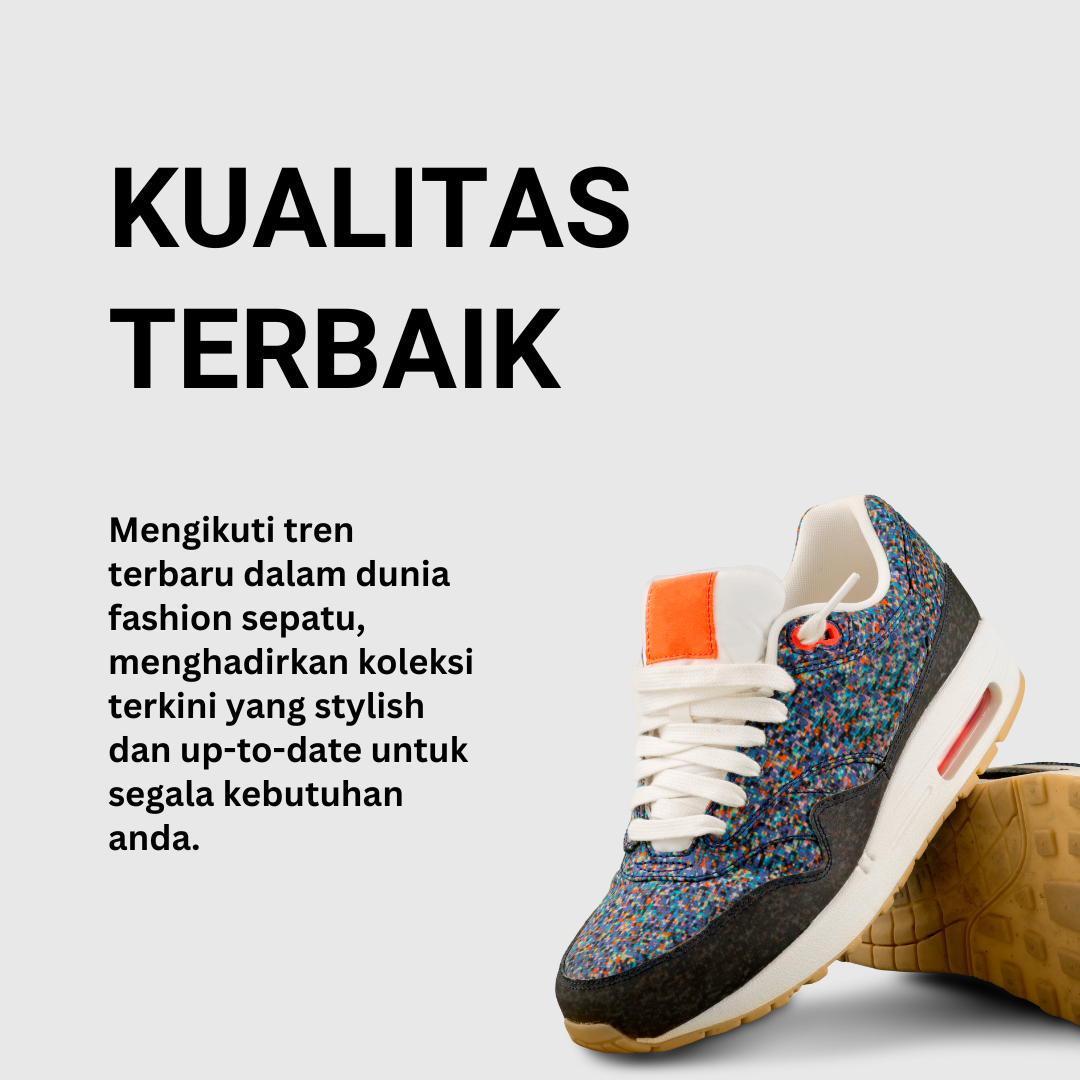 KUALITAS
TERBAIK
Mengikuti tren
terbaru dalam dunia
fashion sepatu,
menghadirkan koleksi
terkini yang stylish
dan up-to-date untuk
segala kebutuhan
anda.